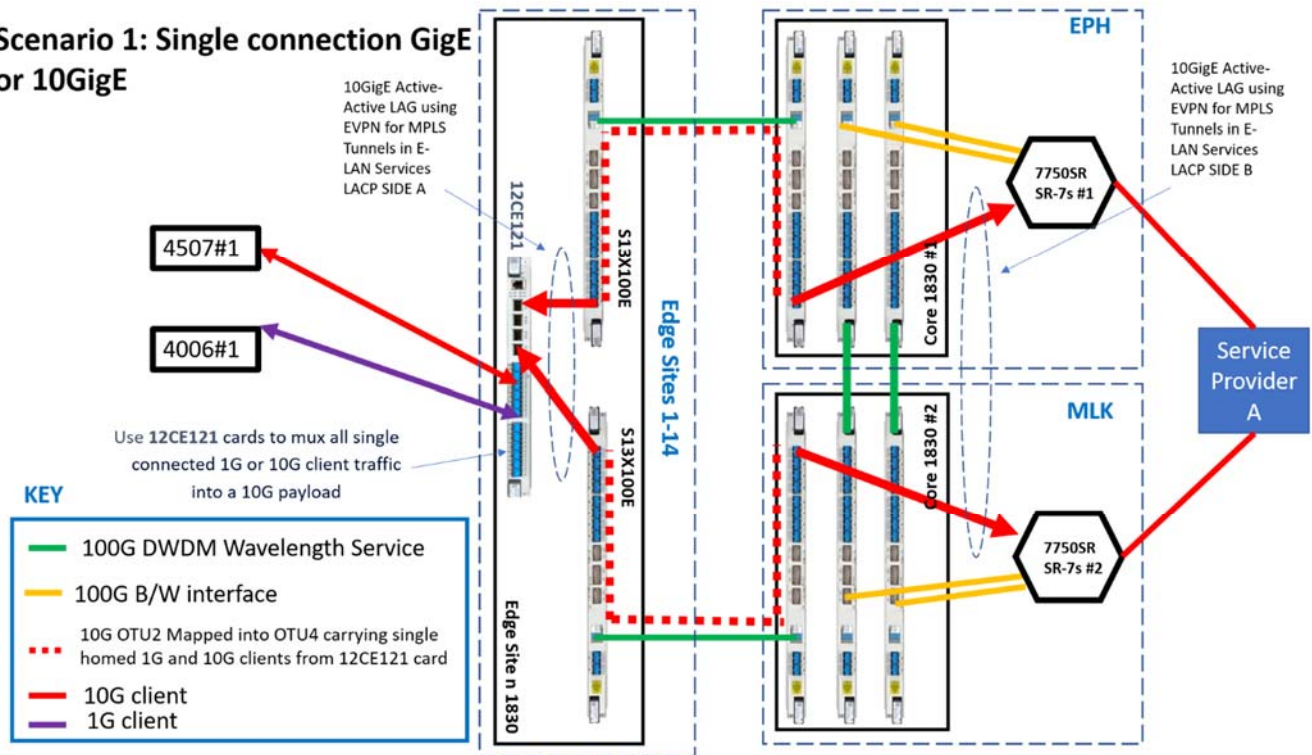 Scenario 1: Single connection GigE
or 10GigE
10GigE Active-
Active LAG using
EVPN for MPLS
Tunnels in E-
LAN Services
LACP SIDE A
12CE121
4507#1
4006#1
Use 12CE121 cards to mux all single
connected 1G or 10G client traffic
into a 10G payload
S13X100E
S13X100E
Edge Sites 1-14
Edge Site n 1830
EPH
Core 1830 #1
7750SR
SR-7s #1
10GigE Active-
Active LAG using
EVPN for MPLS
Tunnels in E-
LAN Services
LACP SIDE B
Service
Provider
A
MLK
Core 1830 #2
7750SR
SR-7s #2
KEY
100G DWDM Wavelength Service
100G B/W interface
10G OTU2 Mapped into OTU4 carrying single
homed 1G and 10G clients from 12CE121 card
10G client
1G client